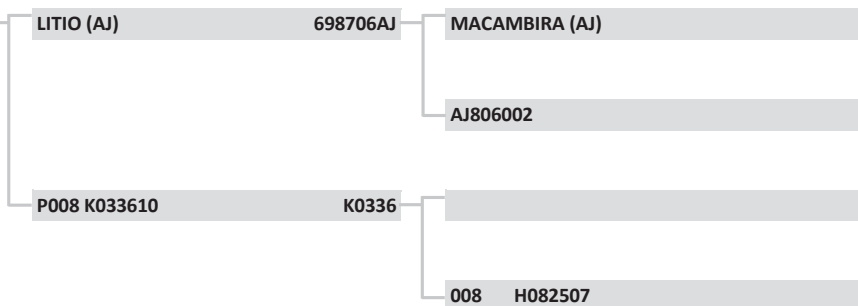 LITIO (AJ) 698706AJ MACAMBIRA (AJ)
AJ806002
P008 K033610 K0336
008 H082507